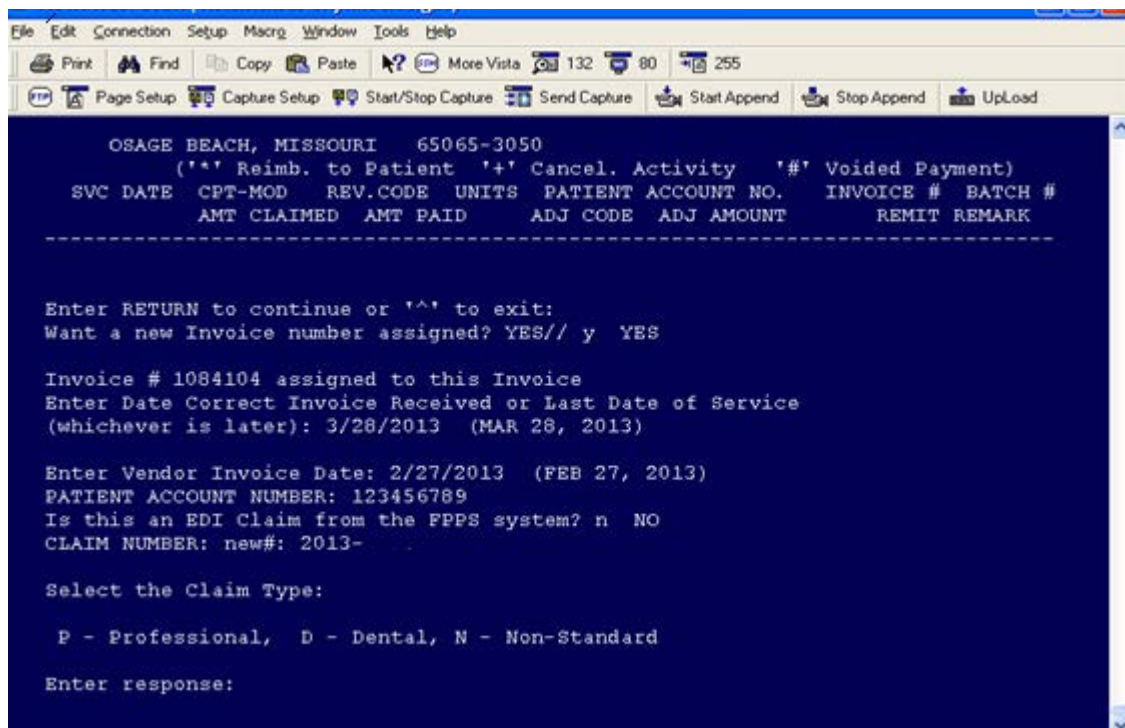 File Edit Connection Setup Macro Window Tools Help
Print Find Copy Paste More Vista 132 80 255
FTP Page Setup Capture Setup Start/Stop Capture Send Capture Start Append Stop Append UpLoad
OSAGE BEACH, MISSOURI 65065-3050
('*' Reimb. to Patient '+' Cancel. Activity '#' Voided Payment)
SVC DATE CPT-MOD REV.CODE UNITS PATIENT ACCOUNT NO. INVOICE # BATCH #
AMT CLAIMED AMT PAID ADJ CODE ADJ AMOUNT REMIT REMARK
--------------------------------------------------------------------------------
Enter RETURN to continue or '^' to exit:
Want a new Invoice number assigned? YES// y YES
Invoice # 1084104 assigned to this Invoice
Enter Date Correct Invoice Received or Last Date of Service
(whichever is later): 3/28/2013 (MAR 28, 2013)
Enter Vendor Invoice Date: 2/27/2013 (FEB 27, 2013)
PATIENT ACCOUNT NUMBER: 123456789
Is this an EDI Claim from the FPPS system? n NO
CLAIM NUMBER: new#: 2013-
Select the Claim Type:
P - Professional, D - Dental, N - Non-Standard
Enter response: